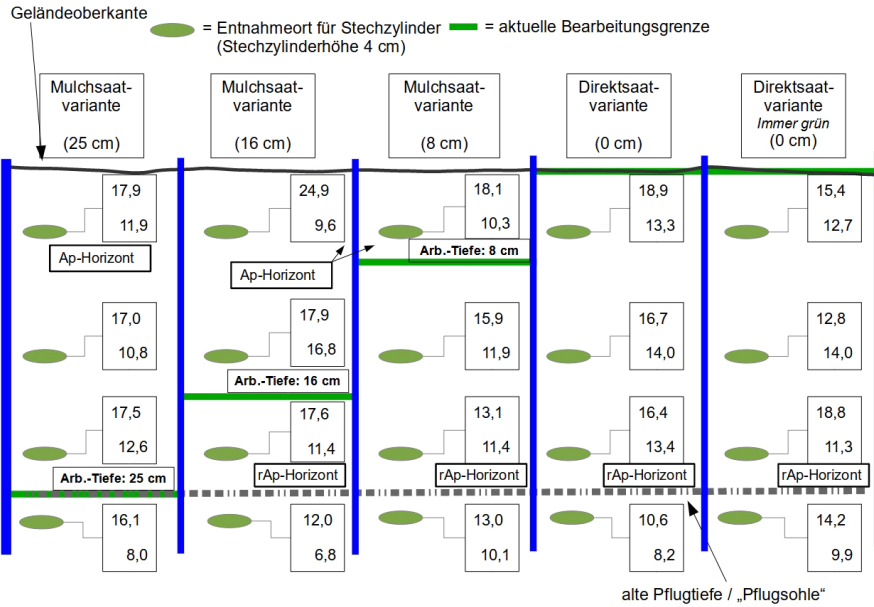 Geländeoberkante
= Entnahmeort für Stechzylinder
(Stechzylinderhöhe 4 cm)
= aktuelle Bearbeitungsgrenze
Mulchsaat-
variante
(25 cm)
Mulchsaat-
variante
(16 cm)
Mulchsaat-
variante
(8 cm)
Direktsaat-
variante
(0 cm)
Direktsaat-
variante
Immer grün
(0 cm)
17,9
11,9
24,9
9,6
18,1
10,3
18,9
13,3
15,4
12,7
Ap-Horizont
Ap-Horizont
Arb.-Tiefe: 8 cm
17,0
10,8
17,9
16,8
15,9
11,9
16,7
14,0
12,8
14,0
Arb.-Tiefe: 16 cm
17,5
12,6
17,6
11,4
13,1
11,4
16,4
13,4
18,8
11,3
Arb.-Tiefe: 25 cm
rAp-Horizont
rAp-Horizont
rAp-Horizont
rAp-Horizont
16,1
8,0
12,0
6,8
13,0
10,1
10,6
8,2
14,2
9,9
alte Pflugtiefe / „Pflugsohle“